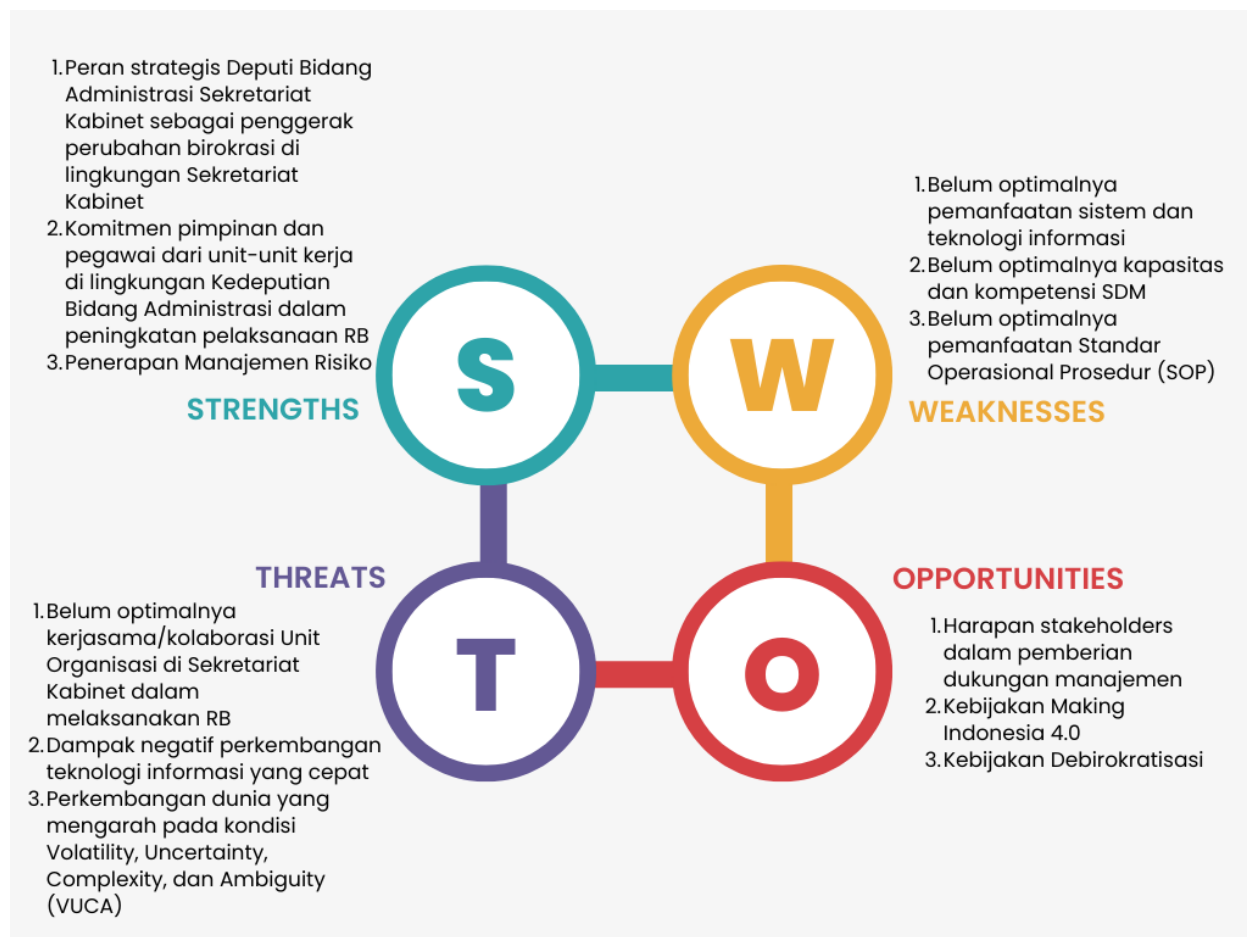 1.Peran strategis Deputi Bidang
Administrasi Sekretariat
Kabinet sebagai penggerak
perubahan birokrasi di
lingkungan Sekretariat
Kabinet
2.Komitmen pimpinan dan
pegawai dari unit-unit kerja
di lingkungan Kedeputian
Bidang Administrasi dalam
peningkatan pelaksanaan RB
3.Penerapan Manajemen Risiko
STRENGTHS
S
1.Belum optimalnya
pemanfaatan sistem dan
teknologi informasi
2.Belum optimalnya kapasitas
dan kompetensi SDM
3.Belum optimalnya
pemanfaatan Standar
Operasional Prosedur (SOP)
WEAKNESSES
W
THREATS
1.Belum optimalnya
kerjasama/kolaborasi Unit
Organisasi di Sekretariat
Kabinet dalam
melaksanakan RB
2.Dampak negatif perkembangan
teknologi informasi yang cepat
3.Perkembangan dunia yang
mengarah pada kondisi
Volatility, Uncertainty,
Complexity, dan Ambiguity
(VUCA)
T
OPPORTUNITIES
1.Harapan stakeholders
dalam pemberian
dukungan manajemen
2.Kebijakan Making
Indonesia 4.0
3.Kebijakan Debirokratisasi
O